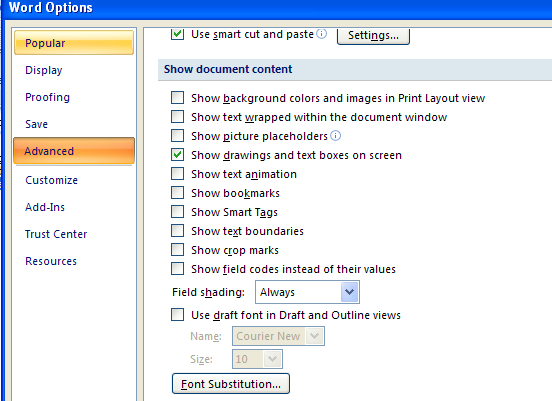 Word Options
Popular
Display
Proofing
Save
Advanced
Customize
Add-Ins
Trust Center
Resources
Use smart cut and paste
Settings...
Show document content
Show background colors and images in Print Layout view
Show text wrapped within the document window
Show picture placeholders
Show drawings and text boxes on screen
Show text animation
Show bookmarks
Show Smart Tags
Show text boundaries
Show crop marks
Show field codes instead of their values
Field shading: Always
Use draft font in Draft and Outline views
Name: Courier New
Size: 10
Font Substitution...